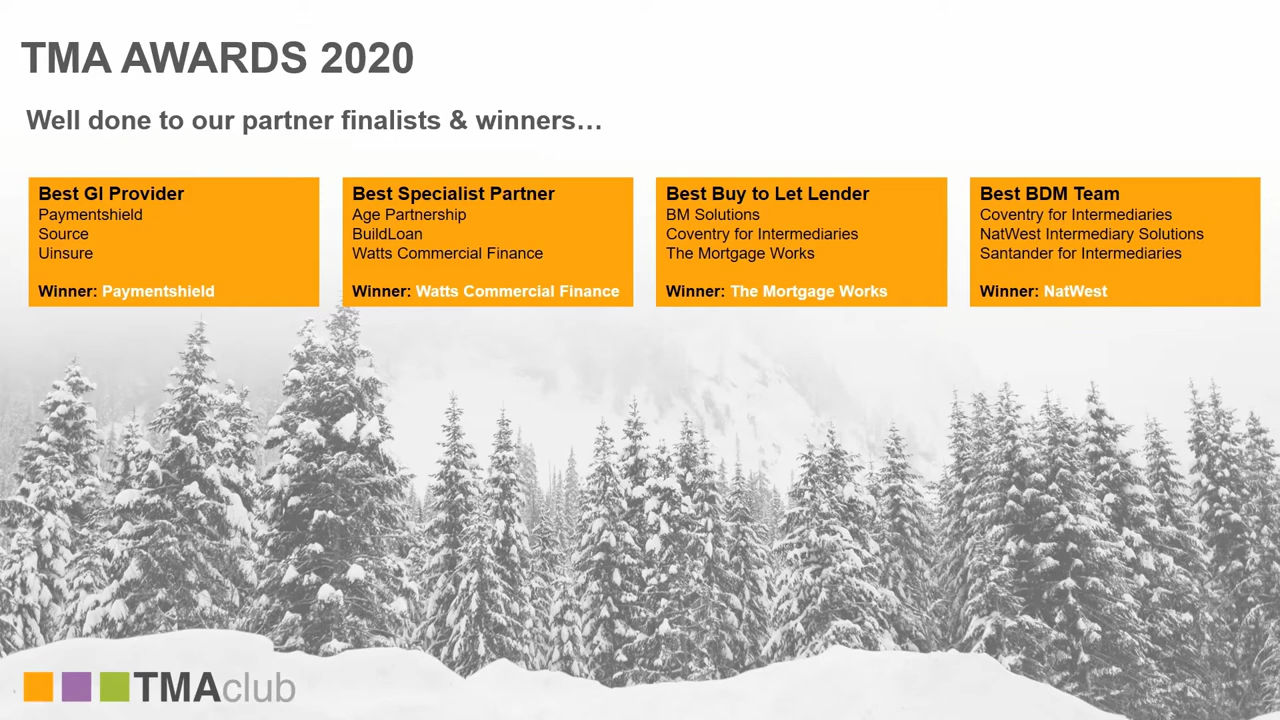 TMA AWARDS 2020
Well done to our partner finalists & winners…
Best GI Provider
Paymentshield
Source
Uinsure
Winner: Paymentshield
Best Specialist Partner
Age Partnership
BuildLoan
Watts Commercial Finance
Winner: Watts Commercial Finance
Best Buy to Let Lender
BM Solutions
Coventry for Intermediaries
The Mortgage Works
Winner: The Mortgage Works
Best BDM Team
Coventry for Intermediaries
NatWest Intermediary Solutions
Santander for Intermediaries
Winner: NatWest
TMAclub